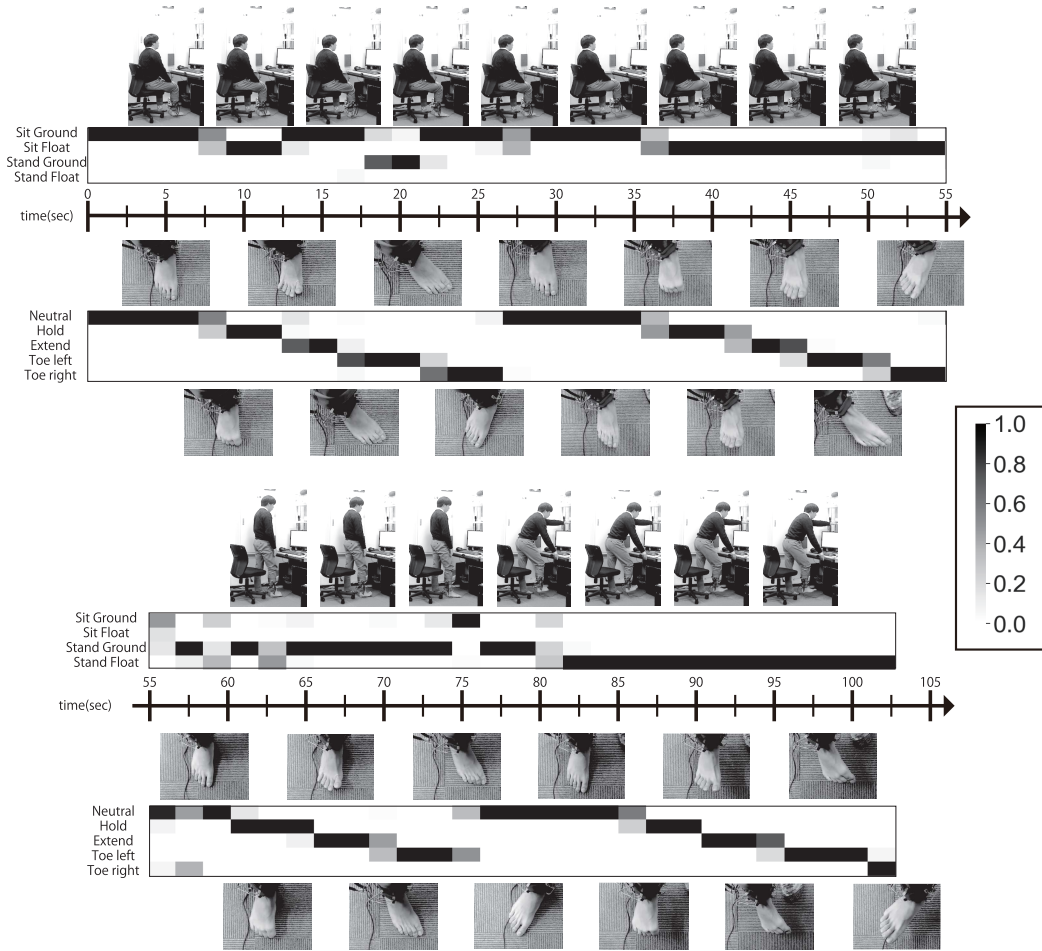 Sit Ground
Sit Float
Stand Ground
Stand Float
0 5 10 15 20 25 30 35 40 45 50 55
time(sec)
Neutral
Hold
Extend
Toe left
Toe right
1.0
0.8
0.6
0.4
0.2
0.0
Sit Ground
Sit Float
Stand Ground
Stand Float
55 60 65 70 75 80 85 90 95 100 105
time(sec)
Neutral
Hold
Extend
Toe left
Toe right